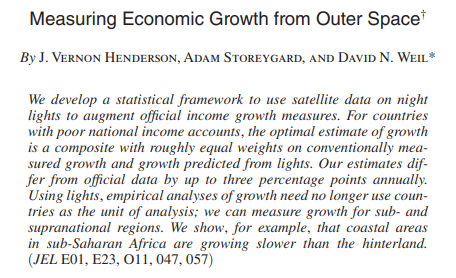 Measuring Economic Growth from Outer Space†
By J. Vernon Henderson, Adam Storeygard, and David N. Weil*
We develop a statistical framework to use satellite data on night
lights to augment official income growth measures. For countries
with poor national income accounts, the optimal estimate of growth
is a composite with roughly equal weights on conventionally mea-
sured growth and growth predicted from lights. Our estimates dif-
fer from official data by up to three percentage points annually.
Using lights, empirical analyses of growth need no longer use coun-
tries as the unit of analysis; we can measure growth for sub- and
supranational regions. We show, for example, that coastal areas
in sub-Saharan Africa are growing slower than the hinterland.
(JEL E01, E23, O11, 047, 057)